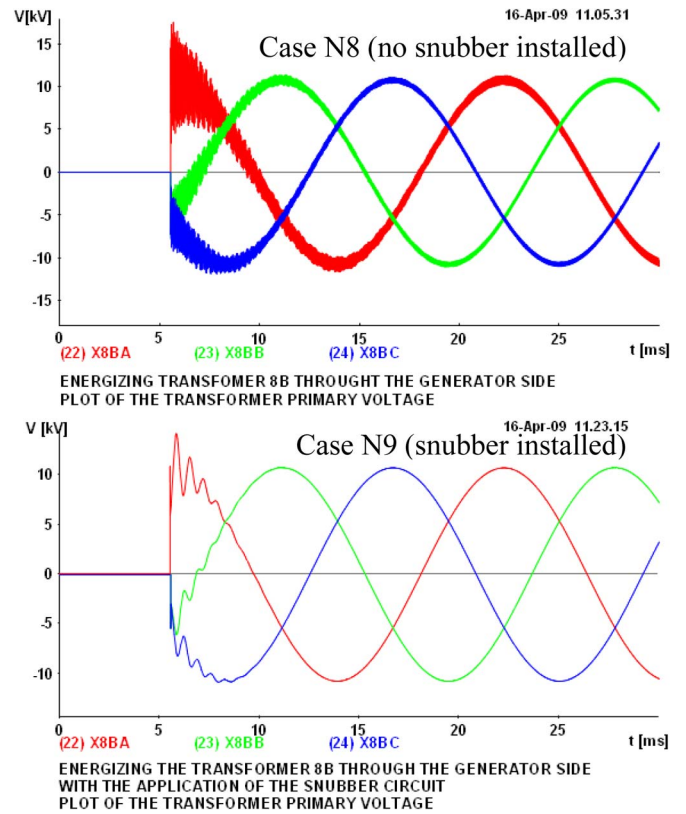 V[kV]
16-Apr-09 11.05.31
Case N8 (no snubber installed)
15
10
5
0
-5
-10
-15
0 5 10 15 20 25
(22) X8BA (23) X8BB (24) X8BC t [ms]
ENERGIZING TRANSFOMER 8B THROUGHT THE GENERATOR SIDE
PLOT OF THE TRANSFORMER PRIMARY VOLTAGE
V [kV]
16-Apr-09 11.23.15
Case N9 (snubber installed)
10
5
0
-5
-10
0 5 10 15 20 25
(22) X8BA (23) X8BB (24) X8BC t [ms]
ENERGIZING THE TRANSFORMER 8B THROUGH THE GENERATOR SIDE
WITH THE APPLICATION OF THE SNUBBER CIRCUIT
PLOT OF THE TRANSFORMER PRIMARY VOLTAGE